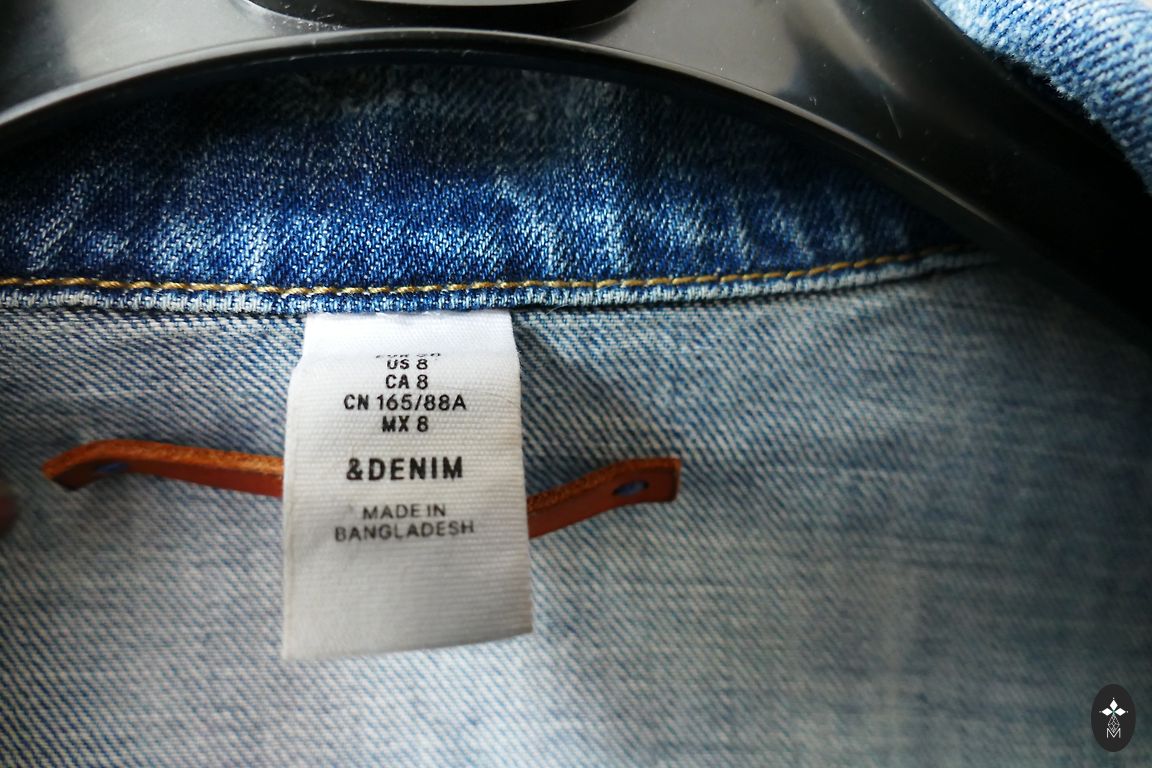 US 8
CA 8
CN 165/88A
MX 8
&DENIM
MADE IN
BANGLADESH
M